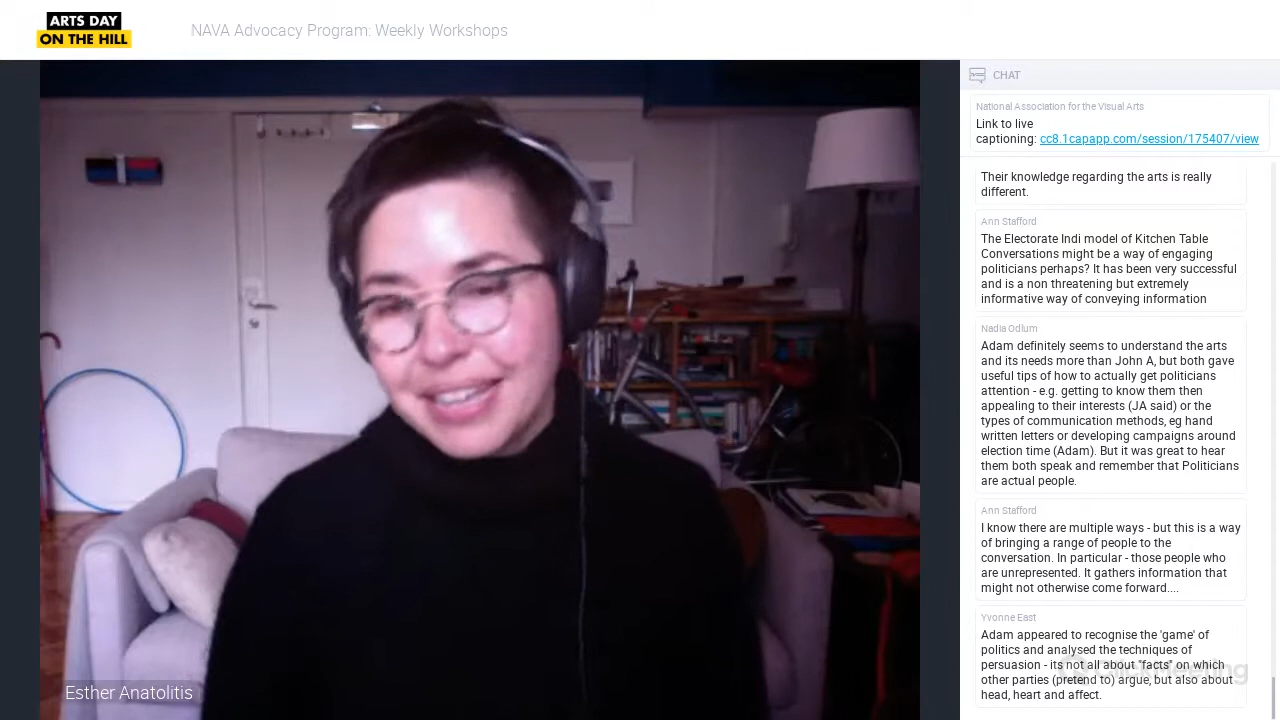 ARTS DAY
ON THE HILL
NAVA Advocacy Program: Weekly Workshops
Esther Anatolitis
CHAT
National Association for the Visual Arts
Link to live
captioning: cc8.1capapp.com/session/175407/view
Their knowledge regarding the arts is really
different.
Ann Stafford
The Electorate Indi model of Kitchen Table
Conversations might be a way of engaging
politicians perhaps? It has been very successful
and is a non threatening but extremely
informative way of conveying information
Nadia Odlum
Adam definitely seems to understand the arts
and its needs more than John A, but both gave
useful tips of how to actually get politicians
attention - e.g. getting to know them then
appealing to their interests (JA said) or the
types of communication methods, eg hand
written letters or developing campaigns around
election time (Adam). But it was great to hear
them both speak and remember that Politicians
are actual people.
Ann Stafford
I know there are multiple ways - but this is a way
of bringing a range of people to the
conversation. In particular - those people who
are unrepresented. It gathers information that
might not otherwise come forward....
Yvonne East
Adam appeared to recognise the 'game' of
politics and analysed the techniques of
persuasion - its not all about "facts" on which
other parties (pretend to) argue, but also about
head, heart and affect.